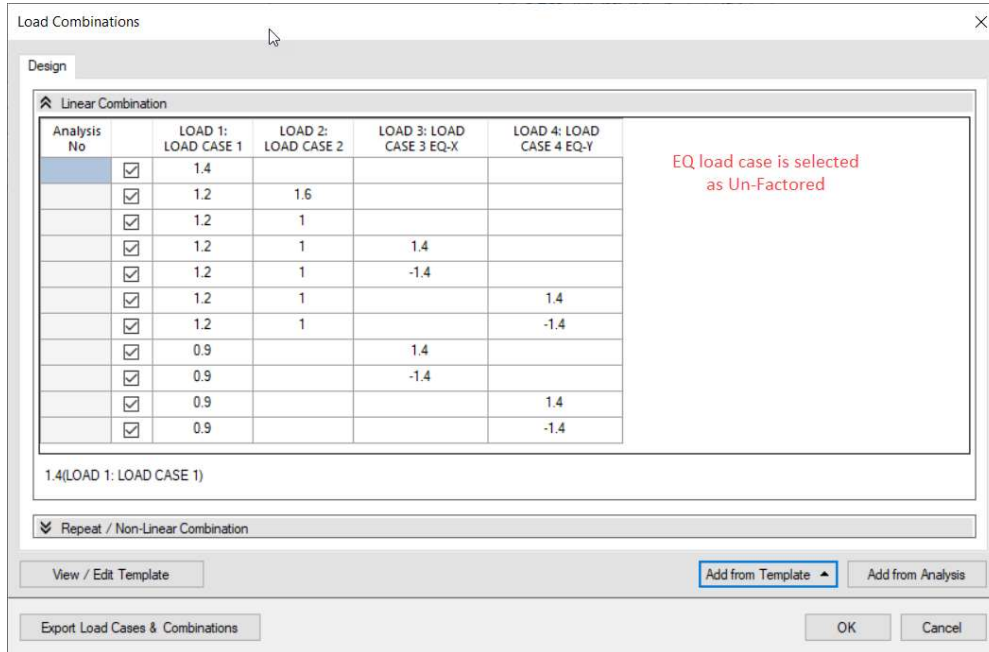 Load Combinations
Design
Linear Combination
Analysis No LOAD 1: LOAD CASE 1 LOAD 2: LOAD CASE 2 LOAD 3: LOAD CASE 3 EQ-X LOAD 4: LOAD CASE 4 EQ-Y
1.4
1.2 1.6
1.2 1
1.2 1 1.4
1.2 1 -1.4
1.2 1 1.4
1.2 1 -1.4
0.9 1.4
0.9 -1.4
0.9 1.4
0.9 -1.4
EQ load case is selected
as Un-Factored
1.4(LOAD 1: LOAD CASE 1)
Repeat / Non-Linear Combination
View / Edit Template Add from Template Add from Analysis
Export Load Cases & Combinations OK Cancel